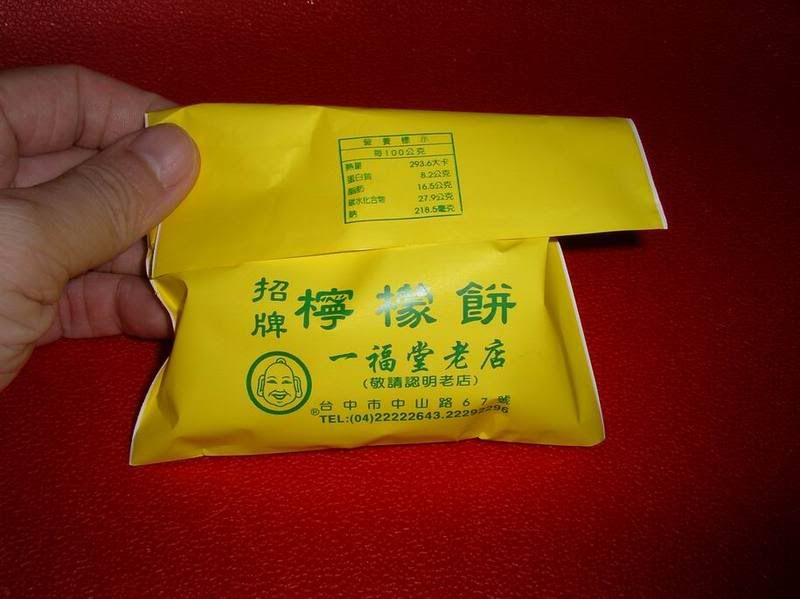 營養標示
每100公克
熱量 293.6大卡
蛋白質 8.2公克
脂肪 16.5公克
碳水化合物 27.9公克
鈉 218.5毫克
招牌檸檬餅
一福堂老店
(敬請認明老店)
®台中市中山路67號
TEL:(04)22222643.22292296